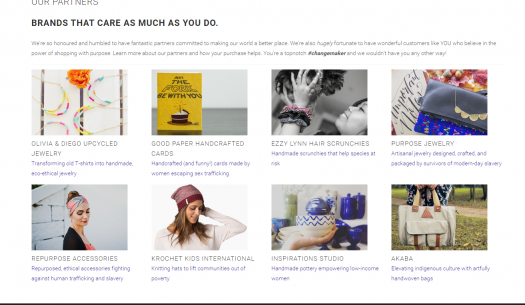 OUR PARTNERS
BRANDS THAT CARE AS MUCH AS YOU DO.
We're so honoured and humbled to have fantastic partners committed to making our world a better place. We're also hugely fortunate to have wonderful customers like YOU who believe in the
power of shopping with purpose. Learn more about our partners and how your purchase helps. You're a topnotch #changemaker and we wouldn't have you any other way!
MAY
THE
FORK
BE WITH YOU
OLIVIA & DIEGO UPCYCLED
JEWELRY
Transforming old T-shirts into handmade,
eco-ethical jewelry
GOOD PAPER HANDCRAFTED
CARDS
Handcrafted (and funny!) cards made by
women escaping sex trafficking
EZZY LYNN HAIR SCRUNCHIES
Handmade scrunchies that help species at
risk
PURPOSE JEWELRY
Artisanal jewelry designed, crafted, and
packaged by survivors of modern-day slavery
REPURPOSE ACCESSORIES
Repurposed, ethical accessories fighting
against human trafficking and slavery
KROCHET KIDS INTERNATIONAL
Knitting hats to lift communities out of
poverty
INSPIRATIONS STUDIO
Handmade pottery empowering low-income
women
AKABA
Elevating indigenous culture with artfully
handwoven bags